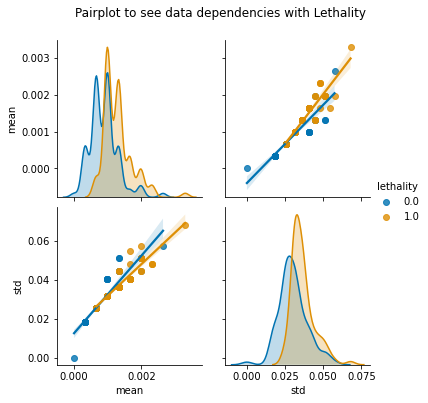 Pairplot to see data dependencies with Lethality
0.003
0.002
0.001
0.000
mean
lethality
0.0
1.0
0.06
0.04
0.02
0.00
std
0.000 0.002
mean
0.000 0.025 0.050 0.075
std